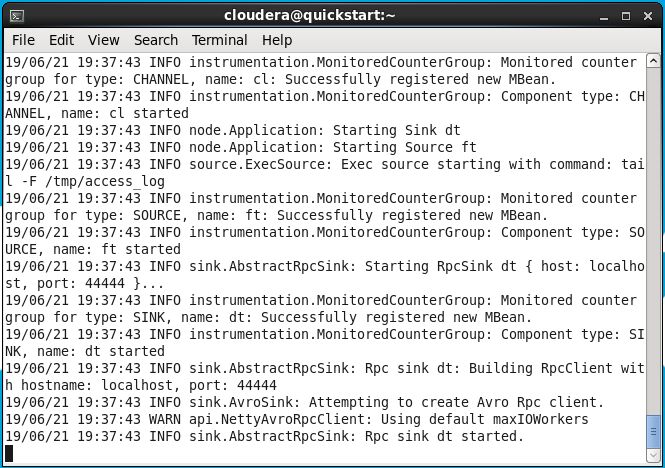 cloudera@quickstart:~
File Edit View Search Terminal Help
19/06/21 19:37:43 INFO instrumentation.MonitoredCounterGroup: Monitored counter
group for type: CHANNEL, name: cl: Successfully registered new MBean.
19/06/21 19:37:43 INFO instrumentation.MonitoredCounterGroup: Component type: CH
ANNEL, name: cl started
19/06/21 19:37:43 INFO node.Application: Starting Sink dt
19/06/21 19:37:43 INFO node.Application: Starting Source ft
19/06/21 19:37:43 INFO source.ExecSource: Exec source starting with command: tai
l -F /tmp/access_log
19/06/21 19:37:43 INFO instrumentation.MonitoredCounterGroup: Monitored counter
group for type: SOURCE, name: ft: Successfully registered new MBean.
19/06/21 19:37:43 INFO instrumentation.MonitoredCounterGroup: Component type: SO
URCE, name: ft started
19/06/21 19:37:43 INFO sink.AbstractRpcSink: Starting RpcSink dt { host: localho
st, port: 44444 }...
19/06/21 19:37:43 INFO instrumentation.MonitoredCounterGroup: Monitored counter
group for type: SINK, name: dt: Successfully registered new MBean.
19/06/21 19:37:43 INFO instrumentation.MonitoredCounterGroup: Component type: SI
NK, name: dt started
19/06/21 19:37:43 INFO sink.AbstractRpcSink: Rpc sink dt: Building RpcClient wit
h hostname: localhost, port: 44444
19/06/21 19:37:43 INFO sink.AvroSink: Attempting to create Avro Rpc client.
19/06/21 19:37:43 WARN api.NettyAvroRpcClient: Using default maxIOWorkers
19/06/21 19:37:43 INFO sink.AbstractRpcSink: Rpc sink dt started.